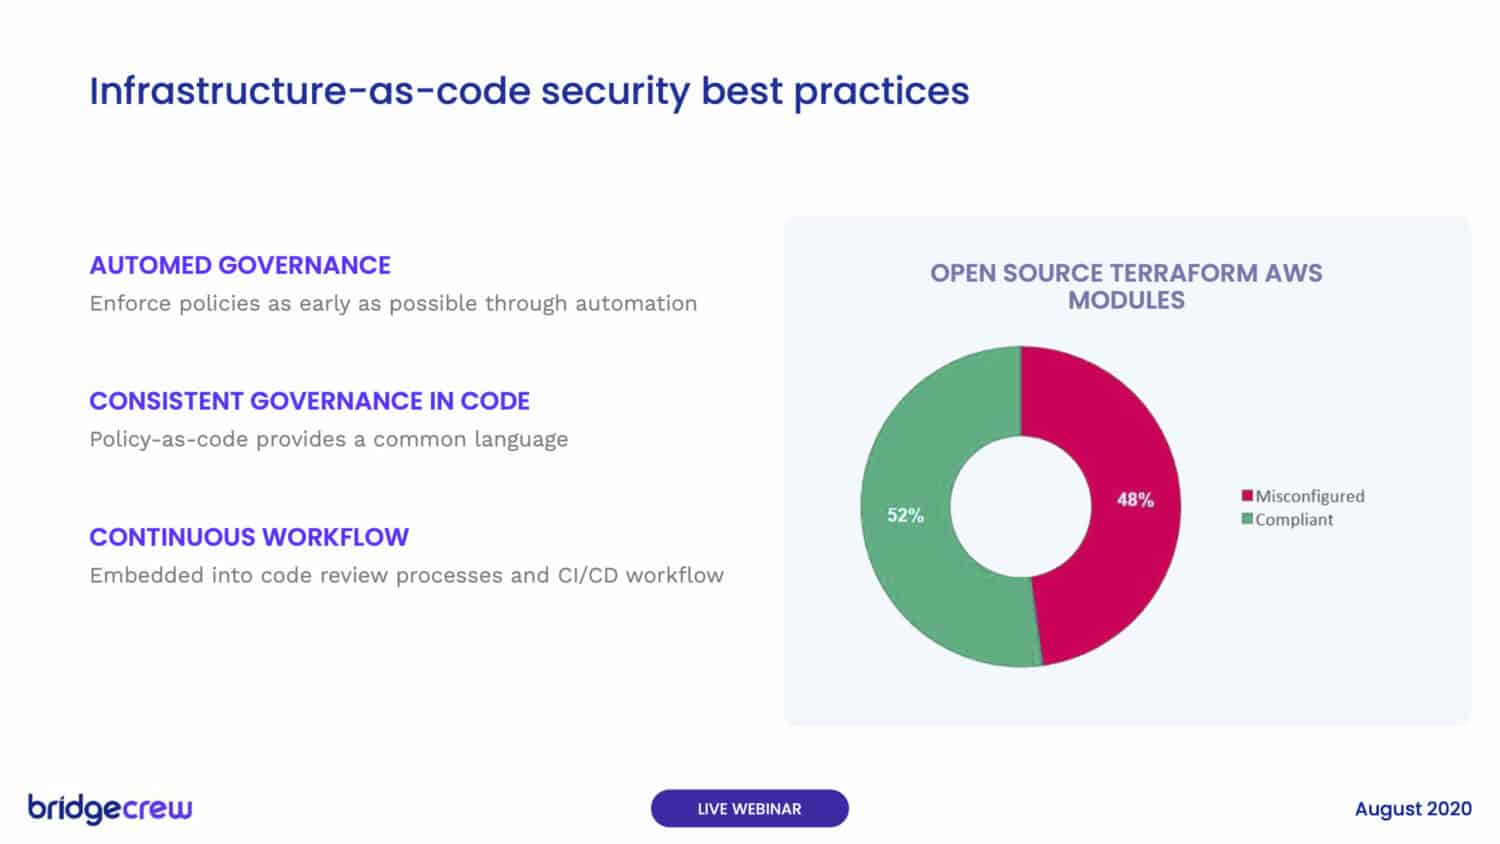 Infrastructure-as-code security best practices
AUTOMED GOVERNANCE
Enforce policies as early as possible through automation
CONSISTENT GOVERNANCE IN CODE
Policy-as-code provides a common language
CONTINUOUS WORKFLOW
Embedded into code review processes and CI/CD workflow
OPEN SOURCE TERRAFORM AWS
MODULES
52%
48%
Misconfigured
Compliant
bridgecrew
LIVE WEBINAR
August 2020